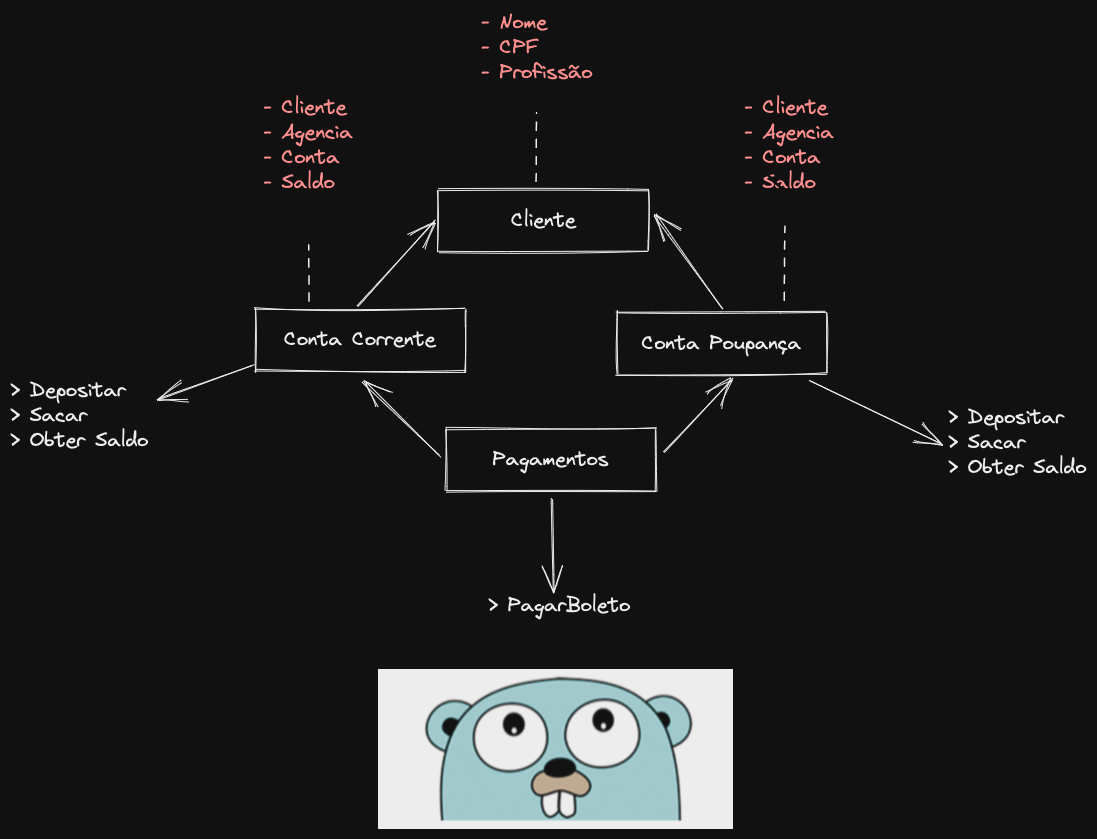 - Nome
- CPF
- Profissão
- Cliente
- Agencia
- Conta
- Saldo
- Cliente
- Agencia
- Conta
- Saldo
Cliente
Conta Corrente
Conta Poupança
> Depositar
> Sacar
> Obter Saldo
> Depositar
> Sacar
> Obter Saldo
Pagamentos
> PagarBoleto